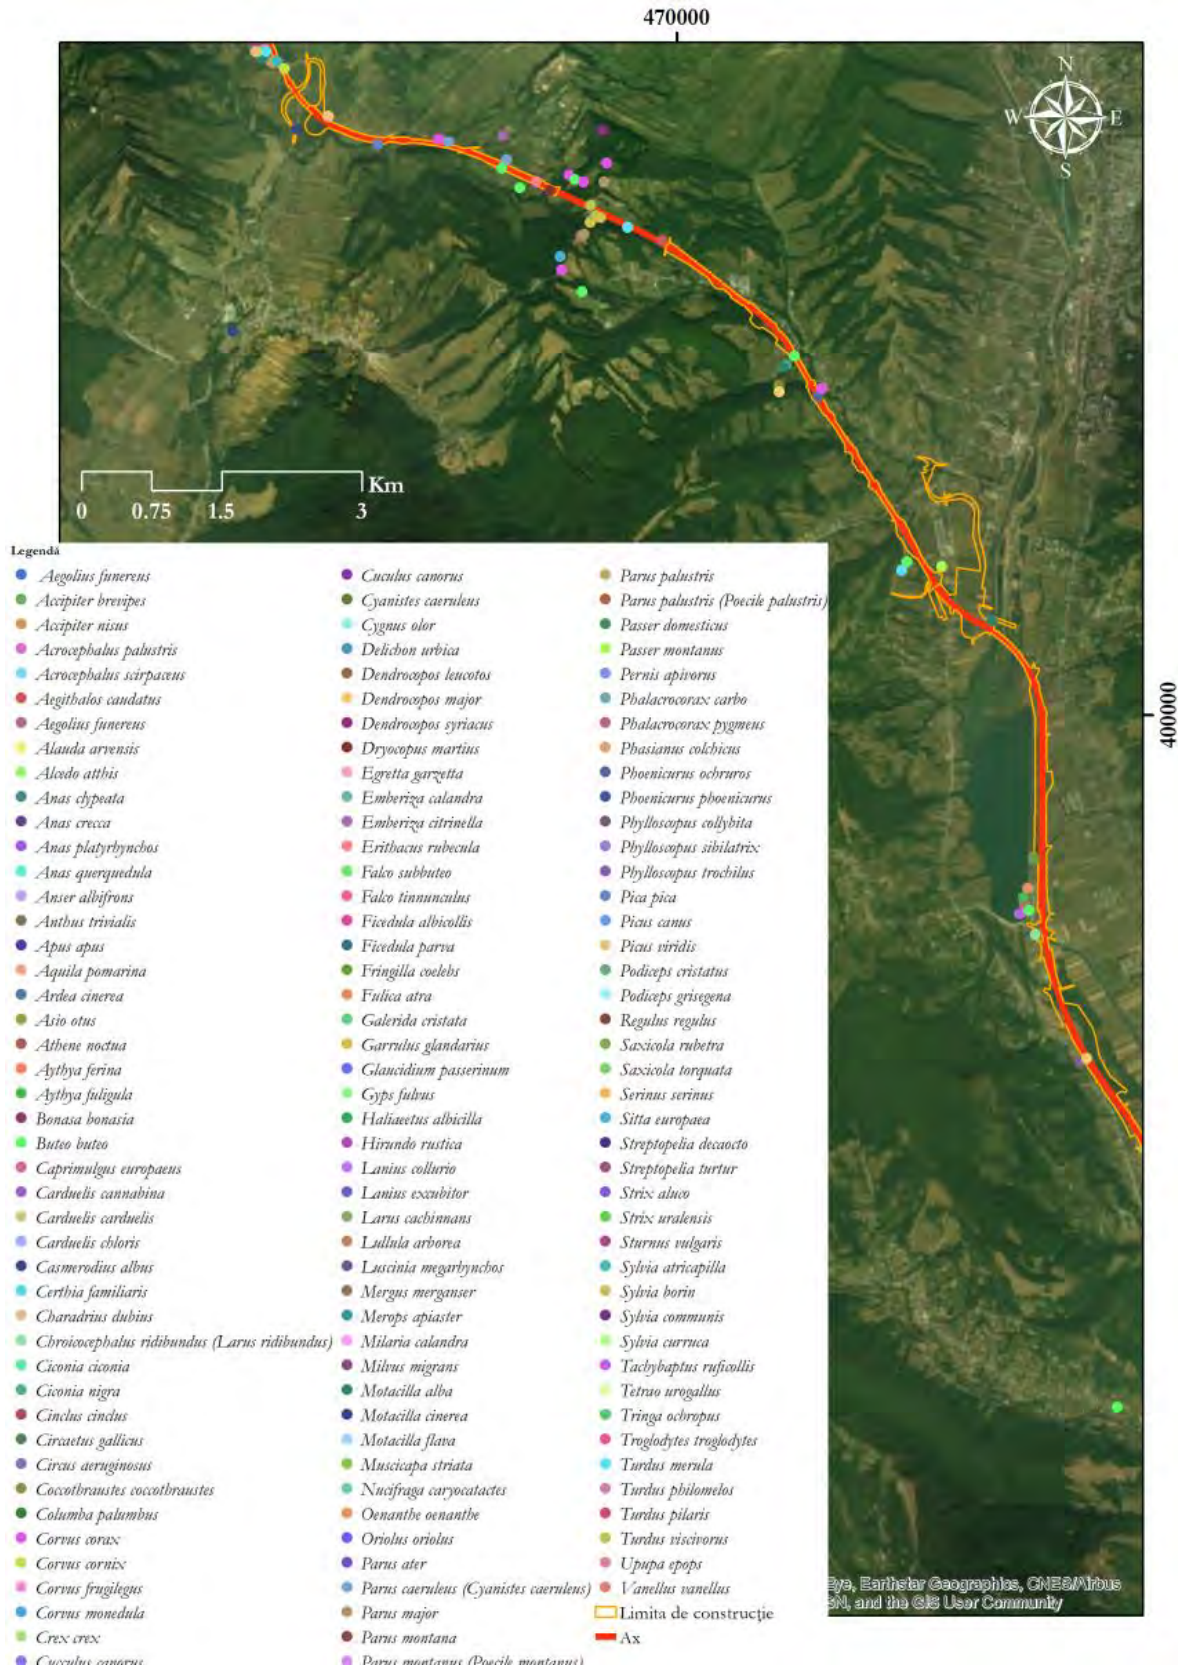 470000
N
W E
S
400000
Km
0 0.75 1.5 3
Legendă
Aegolius funereus
Accipiter brevipes
Accipiter nisus
Acrocephalus palustris
Acrocephalus scirpaceus
Aegithalos caudatus
Aegolius funereus
Alauda arvensis
Alcedo atthis
Anas clypeata
Anas crecca
Anas platyrhynchos
Anas querquedula
Anser albifrons
Anthus trivialis
Apus apus
Aquila pomarina
Ardea cinerea
Asio otus
Athene noctua
Aythya ferina
Aythya fuligula
Bonasa bonasia
Buteo buteo
Caprimulgus europaeus
Carduelis cannabina
Carduelis carduelis
Carduelis chloris
Casmerodius albus
Certhia familiaris
Charadrius dubius
Chroicocephalus ridibundus (Larus ridibundus)
Ciconia ciconia
Ciconia nigra
Cinclus cinclus
Circaetus gallicus
Circus aeruginosus
Coccothraustes coccothraustes
Columba palumbus
Corvus corax
Corvus cornix
Corvus frugilegus
Corvus monedula
Crex crex
Cucculus canorus
Cuculus canorus
Cyanistes caeruleus
Cygnus olor
Delichon urbica
Dendrocopos leucotos
Dendrocopos major
Dendrocopos syriacus
Dryocopus martius
Egretta garzetta
Emberiza calandra
Emberiza citrinella
Erithacus rubecula
Falco subbuteo
Falco tinnunculus
Ficedula albicollis
Ficedula parva
Fringilla coelebs
Fulica atra
Galerida cristata
Garrulus glandarius
Glaucidium passerinum
Gyps fulvus
Haliaeetus albicilla
Hirundo rustica
Lanius collurio
Lanius excubitor
Larus cachinnans
Lullula arborea
Luscinia megarhynchos
Mergus merganser
Merops apiaster
Milaria calandra
Milvus migrans
Motacilla alba
Motacilla cinerea
Motacilla flava
Muscicapa striata
Nucifraga caryocatactes
Oenanthe oenanthe
Oriolus oriolus
Parus ater
Parus caeruleus (Cyanistes caeruleus)
Parus major
Parus montana
Parus montanus (Poecile montanus)
Parus palustris
Parus palustris (Poecile palustris)
Passer domesticus
Passer montanus
Pernis apivorus
Phalacrocorax carbo
Phalacrocorax pygmeus
Phasianus colchicus
Phoenicurus ochruros
Phoenicurus phoenicurus
Phylloscopus collybita
Phylloscopus sibilatrix
Phylloscopus trochilus
Pica pica
Picus canus
Picus viridis
Podiceps cristatus
Podiceps grisegena
Regulus regulus
Saxicola rubetra
Saxicola torquata
Serinus serinus
Sitta europaea
Streptopelia decaocto
Streptopelia turtur
Strix aluco
Strix uralensis
Sturnus vulgaris
Sylvia atricapilla
Sylvia borin
Sylvia communis
Sylvia curruca
Tachybaptus ruficollis
Tetrao urogallus
Tringa ochropus
Troglodytes troglodytes
Turdus merula
Turdus philomelos
Turdus pilaris
Turdus viscivorus
Upupa epops
Vanellus vanellus
Limita de construcție
Ax
Eye, Earthstar Geographics, CNES/Airbus
GN, and the GIS User Community